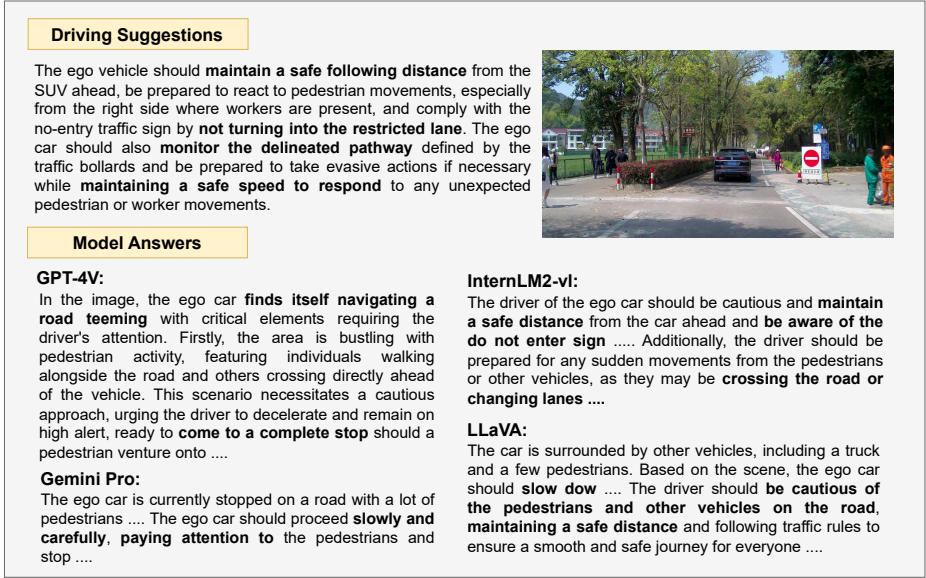 Driving Suggestions
The ego vehicle should maintain a safe following distance from the
SUV ahead, be prepared to react to pedestrian movements, especially
from the right side where workers are present, and comply with the
no-entry traffic sign by not turning into the restricted lane. The ego
car should also monitor the delineated pathway defined by the
traffic bollards and be prepared to take evasive actions if necessary
while maintaining a safe speed to respond to any unexpected
pedestrian or worker movements.
Model Answers
GPT-4V:
In the image, the ego car finds itself navigating a
road teeming with critical elements requiring the
driver's attention. Firstly, the area is bustling with
pedestrian activity, featuring individuals walking
alongside the road and others crossing directly ahead
of the vehicle. This scenario necessitates a cautious
approach, urging the driver to decelerate and remain on
high alert, ready to come to a complete stop should a
pedestrian venture onto ....
Gemini Pro:
The ego car is currently stopped on a road with a lot of
pedestrians .... The ego car should proceed slowly and
carefully, paying attention to the pedestrians and
stop ....
InternLM2-vl:
The driver of the ego car should be cautious and maintain
a safe distance from the car ahead and be aware of the
do not enter sign ..... Additionally, the driver should be
prepared for any sudden movements from the pedestrians
or other vehicles, as they may be crossing the road or
changing lanes ....
LLaVA:
The car is surrounded by other vehicles, including a truck
and a few pedestrians. Based on the scene, the ego car
should slow dow .... The driver should be cautious of
the pedestrians and other vehicles on the road,
maintaining a safe distance and following traffic rules to
ensure a smooth and safe journey for everyone ....